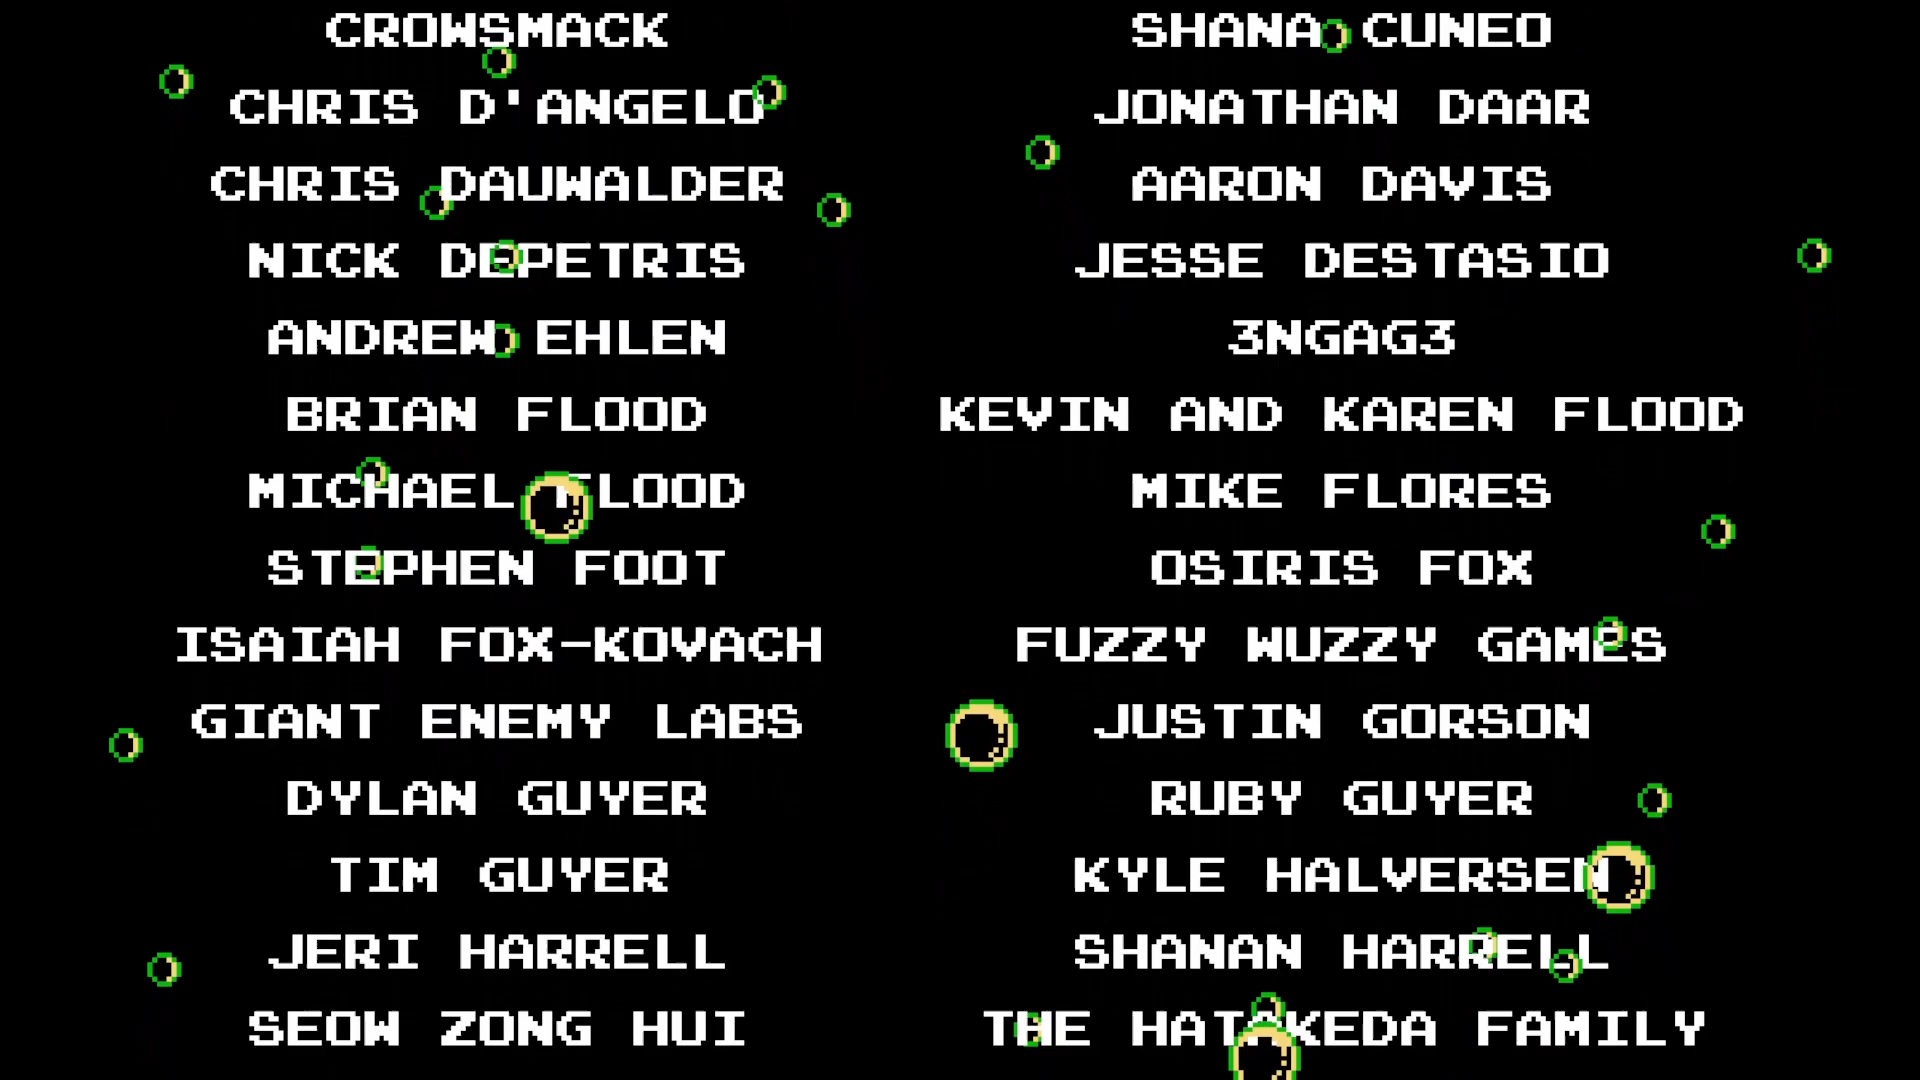 CROWSMACK
SHANA CUNEO
CHRIS D'ANGELO
JONATHAN DAAR
CHRIS DAUWALDER
AARON DAVIS
NICK DEPETRIS
JESSE DESTASIO
ANDREW EHLEN
3NGAG3
BRIAN FLOOD
KEVIN AND KAREN FLOOD
MICHAEL FLOOD
MIKE FLORES
STEPHEN FOOT
OSIRIS FOX
ISAIAH FOX-KOVACH
FUZZY WUZZY GAMES
GIANT ENEMY LABS
JUSTIN GORSON
DYLAN GUYER
RUBY GUYER
TIM GUYER
KYLE HALVERSEN
JERI HARRELL
SHANAN HARRELL
SEOW ZONG HUI
THE HATAKEDA FAMILY